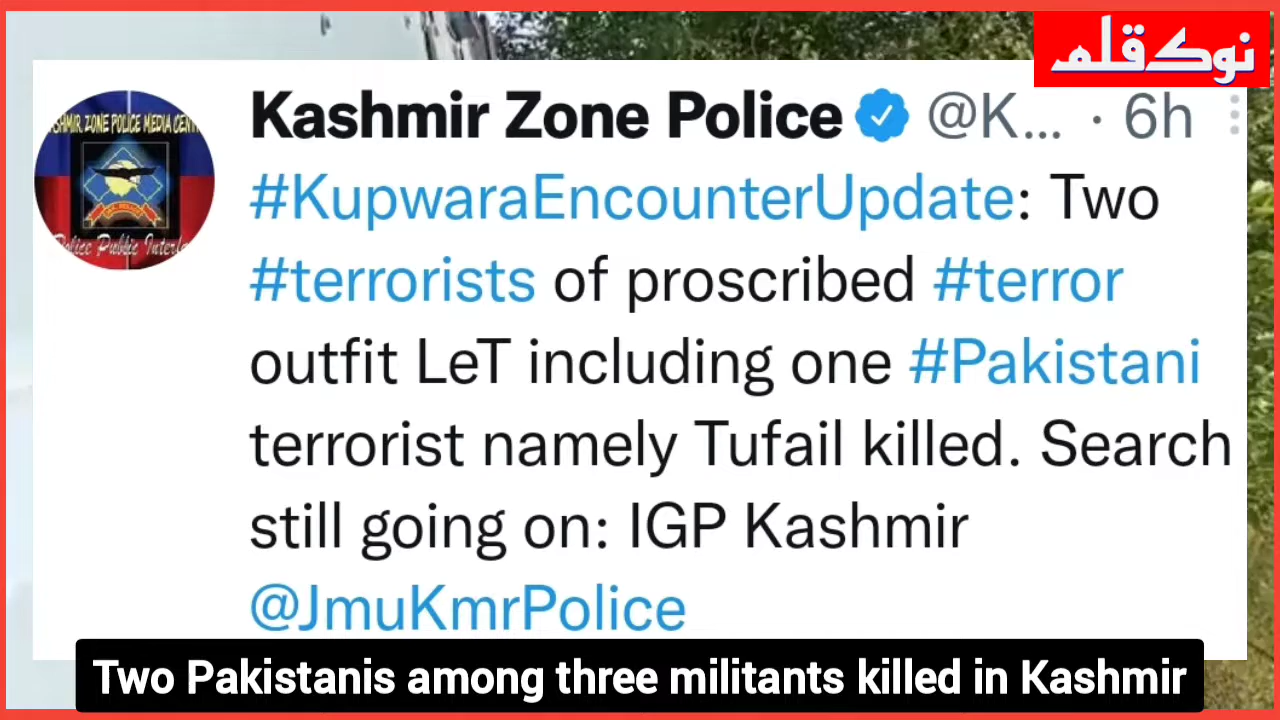 نوک قلم
Kashmir Zone Police @K... · 6h
#KupwaraEncounterUpdate: Two
#terrorists of proscribed #terror
outfit LeT including one #Pakistani
terrorist namely Tufail killed. Search
still going on: IGP Kashmir
@JmuKmrPolice
Two Pakistanis among three militants killed in Kashmir